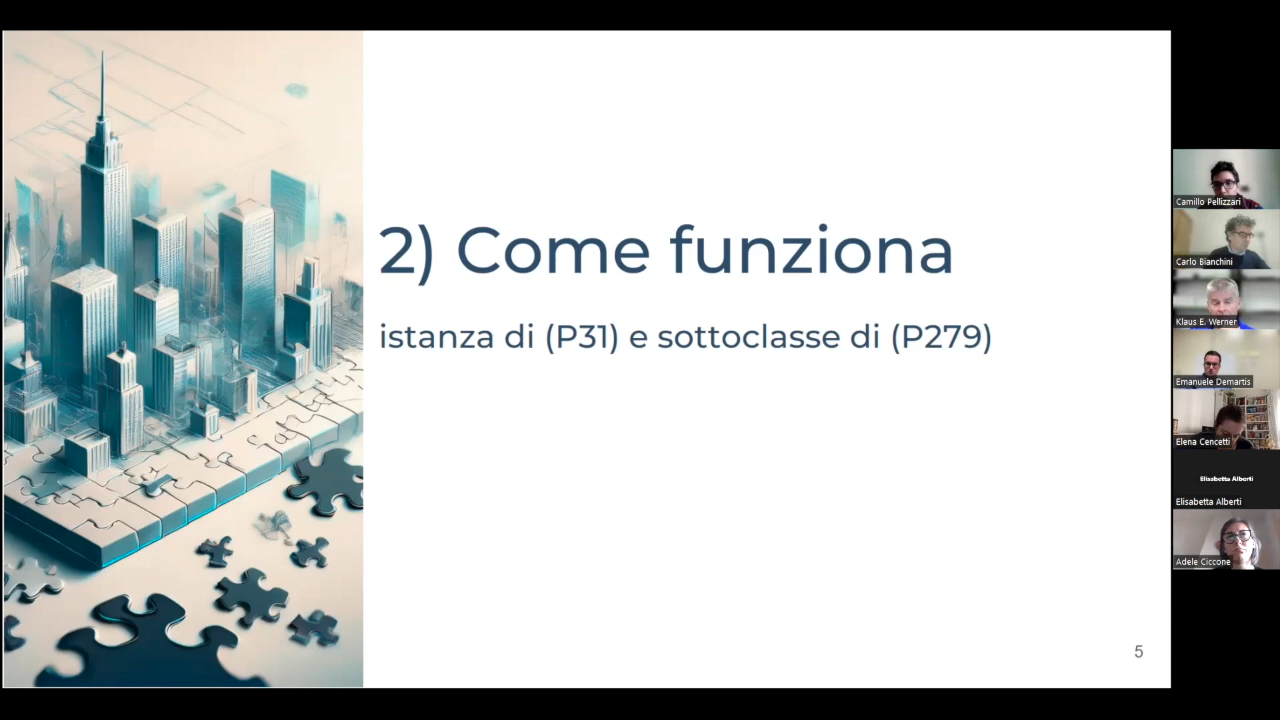 2) Come funziona
istanza di (P31) e sottoclasse di (P279)
5
Camillo Pellizzari
Carlo Bianchini
Klaus E. Werner
Emanuele Demartis
Elena Cencetti
Elisabetta Alberti
Elisabetta Alberti
Adele Ciccone